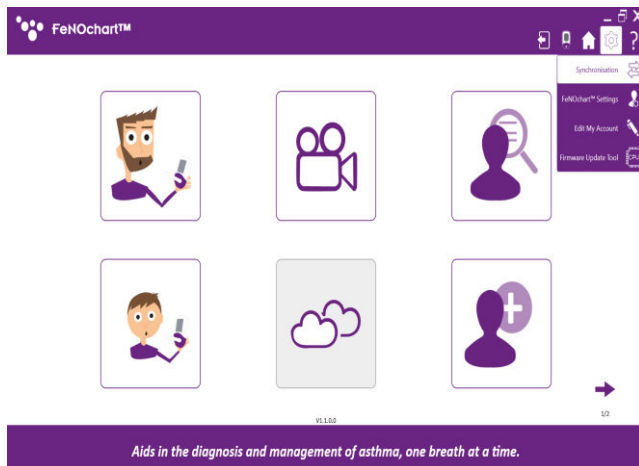 FeNOchart™
?
Synchronisation
FeNOchart™ Settings
Edit My Account
Firmware Update Tool
CPU
V1.1.0.0
1/2
Aids in the diagnosis and management of asthma, one breath at a time.